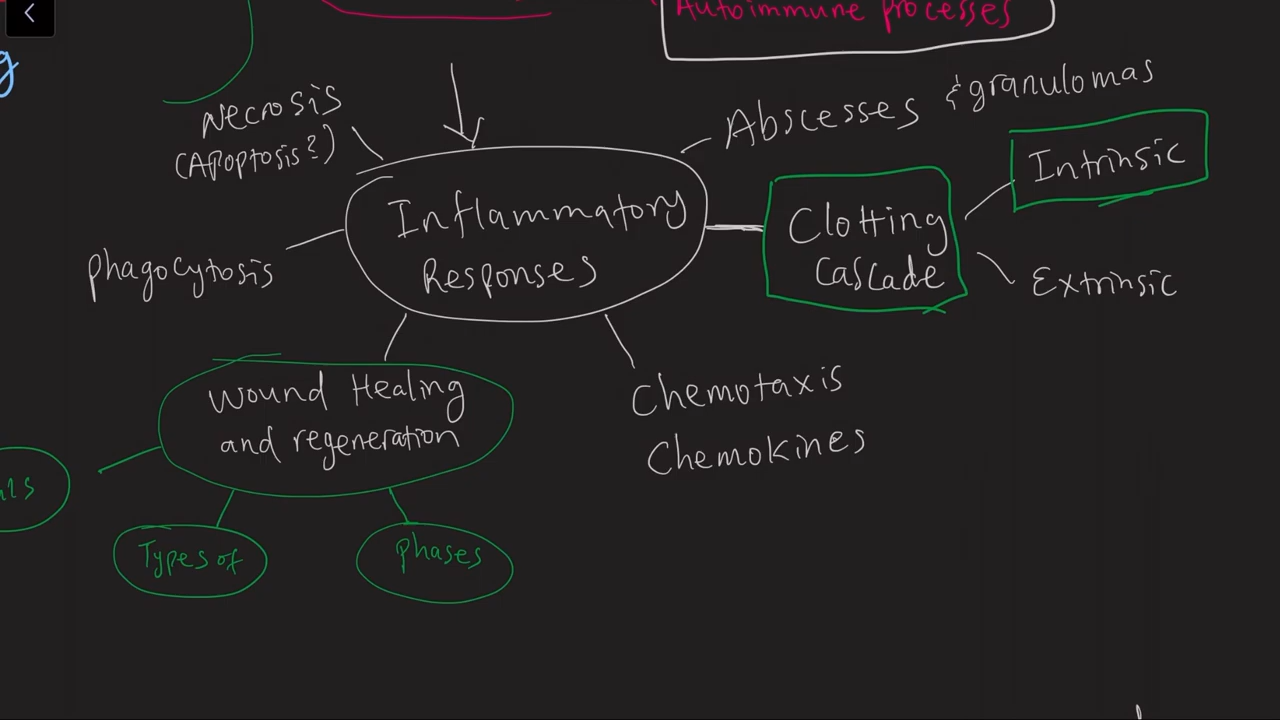 Autoimmune processes
Necrosis
(Apoptosis?)
Abscesses & granulomas
Intrinsic
Inflammatory
Responses
Clotting
Cascade
Phagocytosis
Extrinsic
Wound Healing
and regeneration
Chemotaxis
Chemokines
Types of
phases